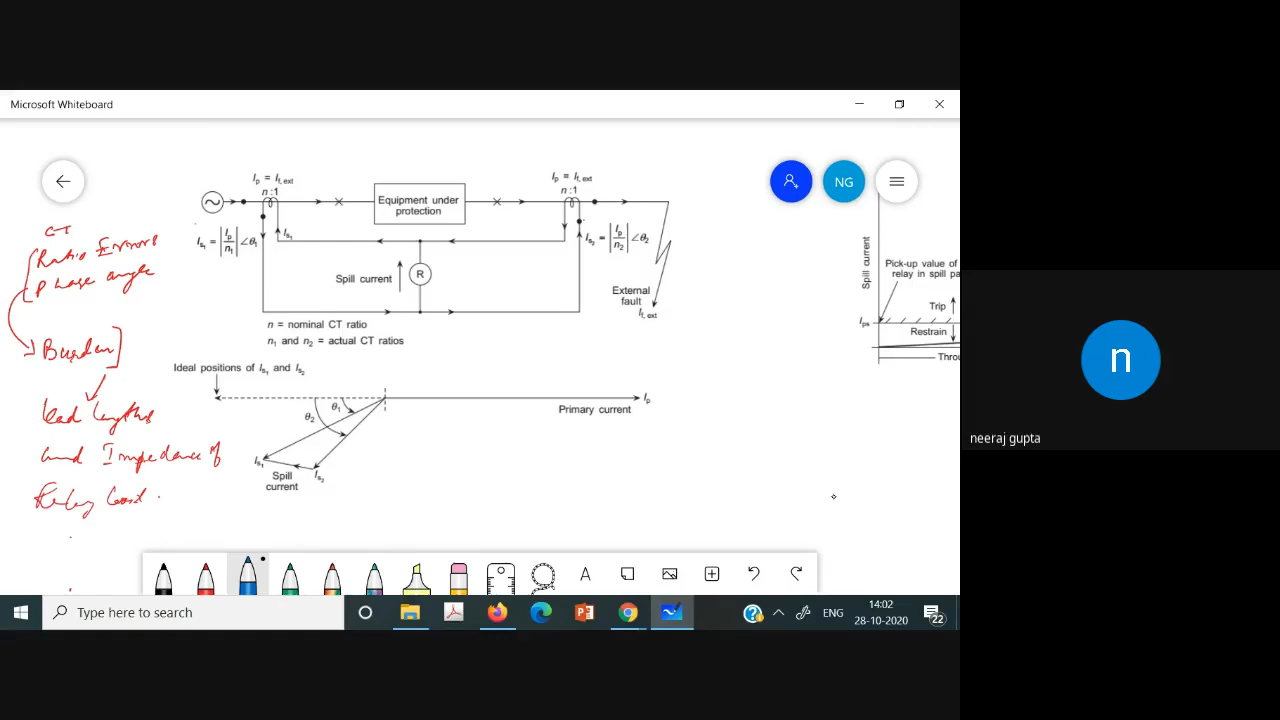 Microsoft Whiteboard
NG
Ip = If, ext
n :1
Equipment under
protection
Ip = If, ext
n :1
Is1 = |Ip/n1| ∠θ1
Is1
Is2 = |Ip/n2| ∠θ2
Spill current
R
External
fault
If, ext
n = nominal CT ratio
n1 and n2 = actual CT ratios
Ideal positions of Is1 and Is2
θ1
θ2
Ip
Primary current
Is1
Is2
Spill
current
CT
Ratio Errors
Phase angle
Burden
lead lengths
and Impedance of
Relay
Spill current
Pick-up value of
relay in spill pa
Trip
Ips
Restrain
Throu
n
neeraj gupta
A
Type here to search
ENG
14:02
28-10-2020
22